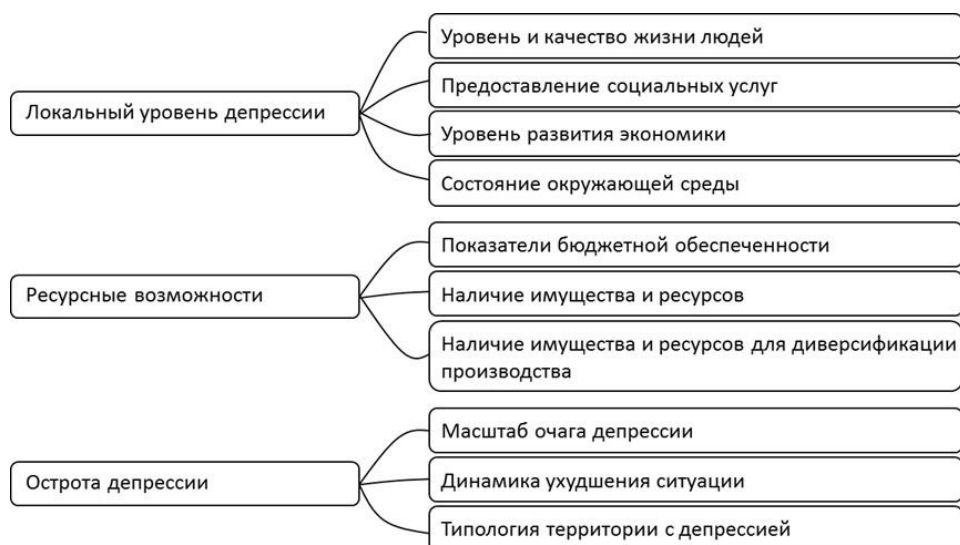 Локальный уровень депрессии
Уровень и качество жизни людей
Предоставление социальных услуг
Уровень развития экономики
Состояние окружающей среды
Ресурсные возможности
Показатели бюджетной обеспеченности
Наличие имущества и ресурсов
Наличие имущества и ресурсов для диверсификации
производства
Острота депрессии
Масштаб очага депрессии
Динамика ухудшения ситуации
Типология территории с депрессией